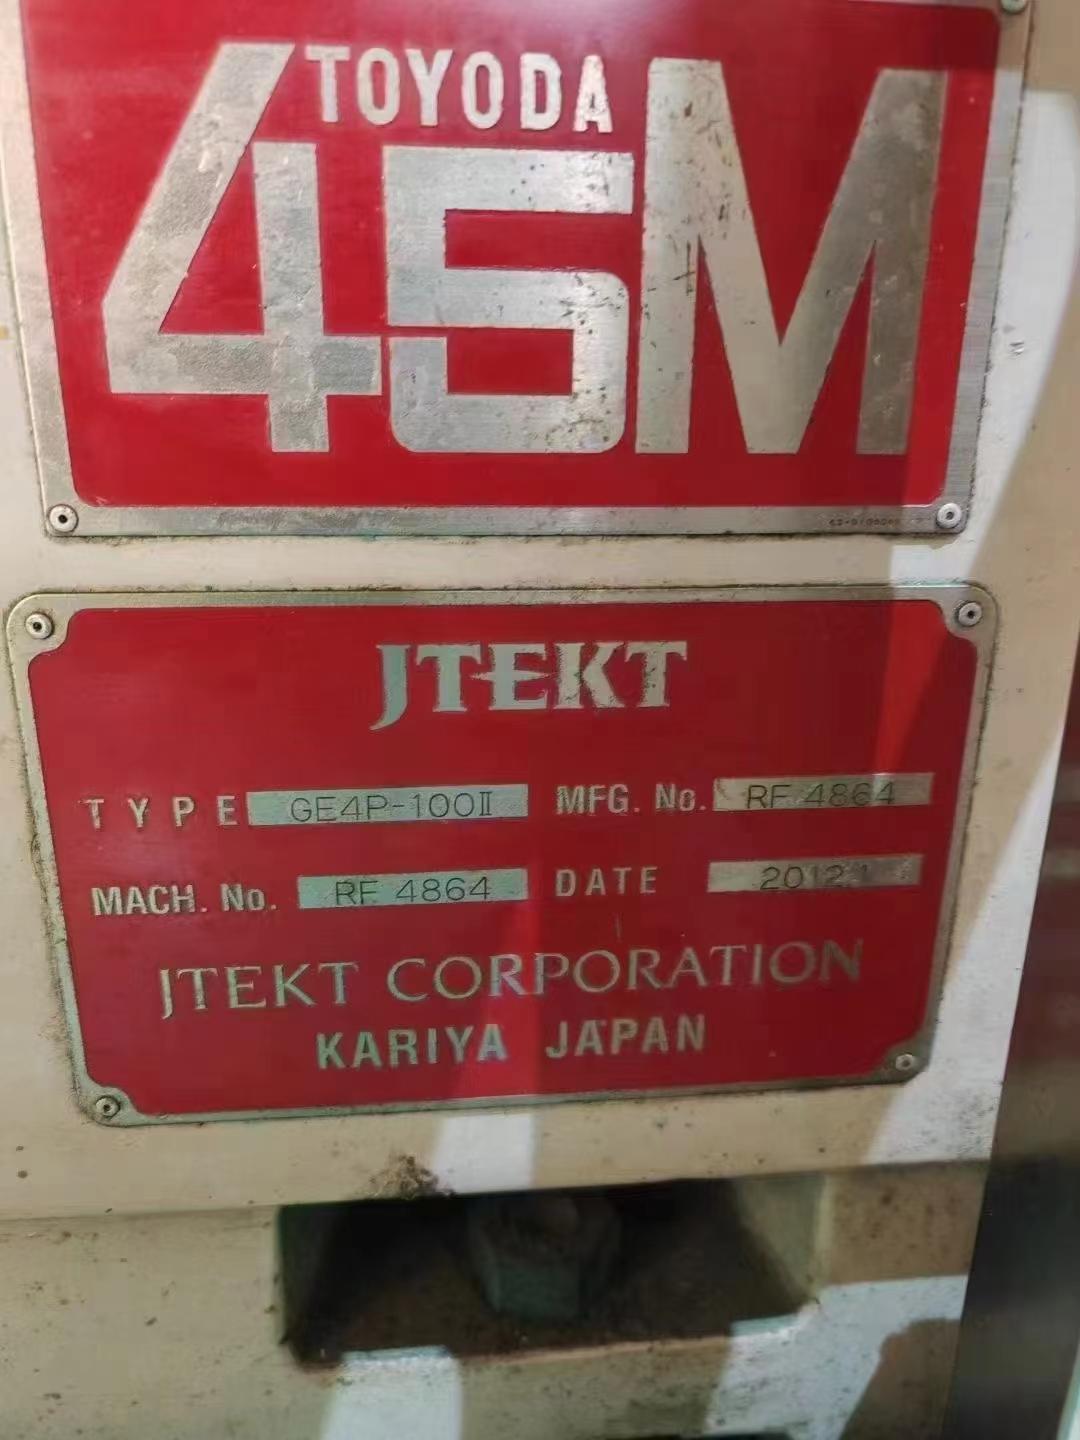 TOYODA
45M
JTEKT
TYPE GE4P-100Ⅱ MFG. No. RF 4864
MACH. No. RF 4864 DATE 2012.1
JTEKT CORPORATION
KARIYA JAPAN